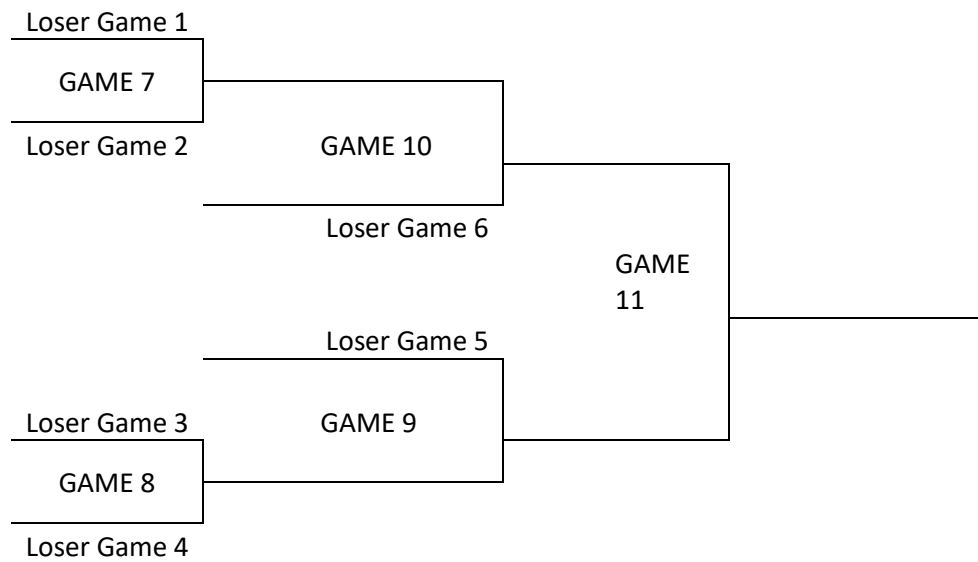 Loser Game 1
GAME 7
Loser Game 2
GAME 10
Loser Game 6
GAME
11
Loser Game 5
Loser Game 3
GAME 9
GAME 8
Loser Game 4